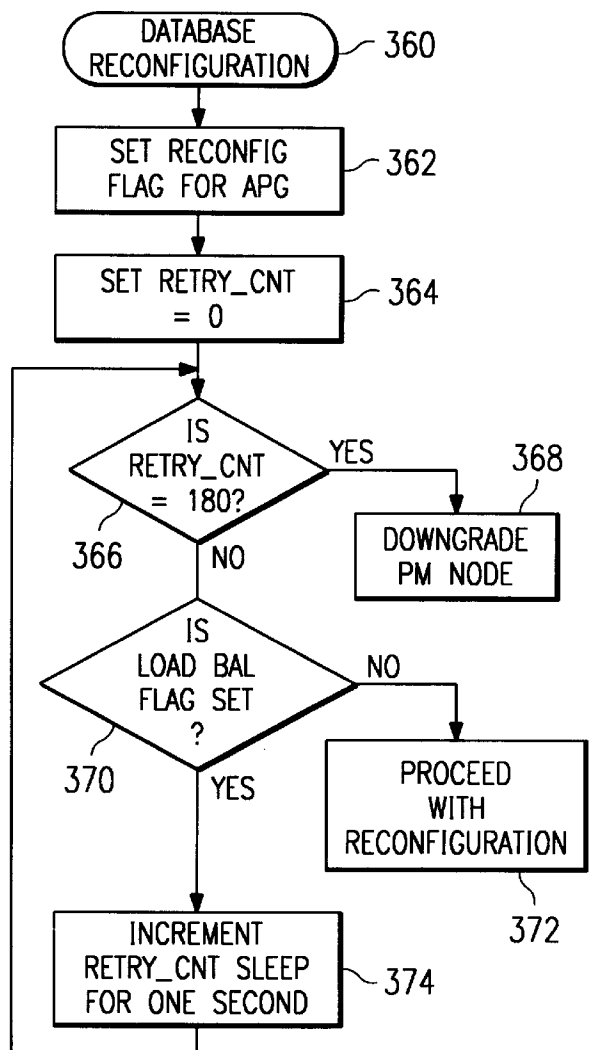 DATABASE
RECONFIGURATION
360
SET RECONFIG
FLAG FOR APG
362
SET RETRY_CNT
= 0
364
IS
RETRY_CNT
= 180?
366
YES
NO
368
DOWNGRADE
PM NODE
IS
LOAD BAL
FLAG SET
?
370
NO
YES
PROCEED
WITH
RECONFIGURATION
372
INCREMENT
RETRY_CNT SLEEP
FOR ONE SECOND
374